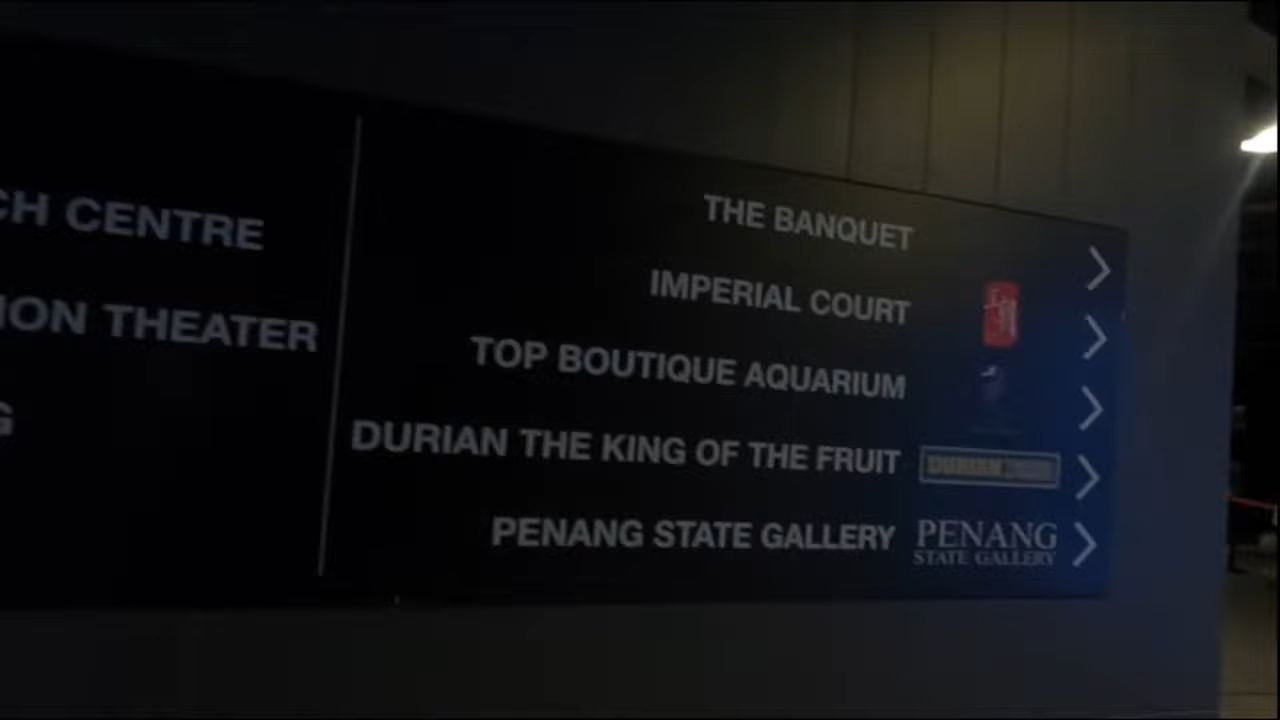 CH CENTRE
ION THEATER
G
THE BANQUET
IMPERIAL COURT
TOP BOUTIQUE AQUARIUM
DURIAN THE KING OF THE FRUIT
DURIAN
PENANG STATE GALLERY
PENANG
STATE GALLERY